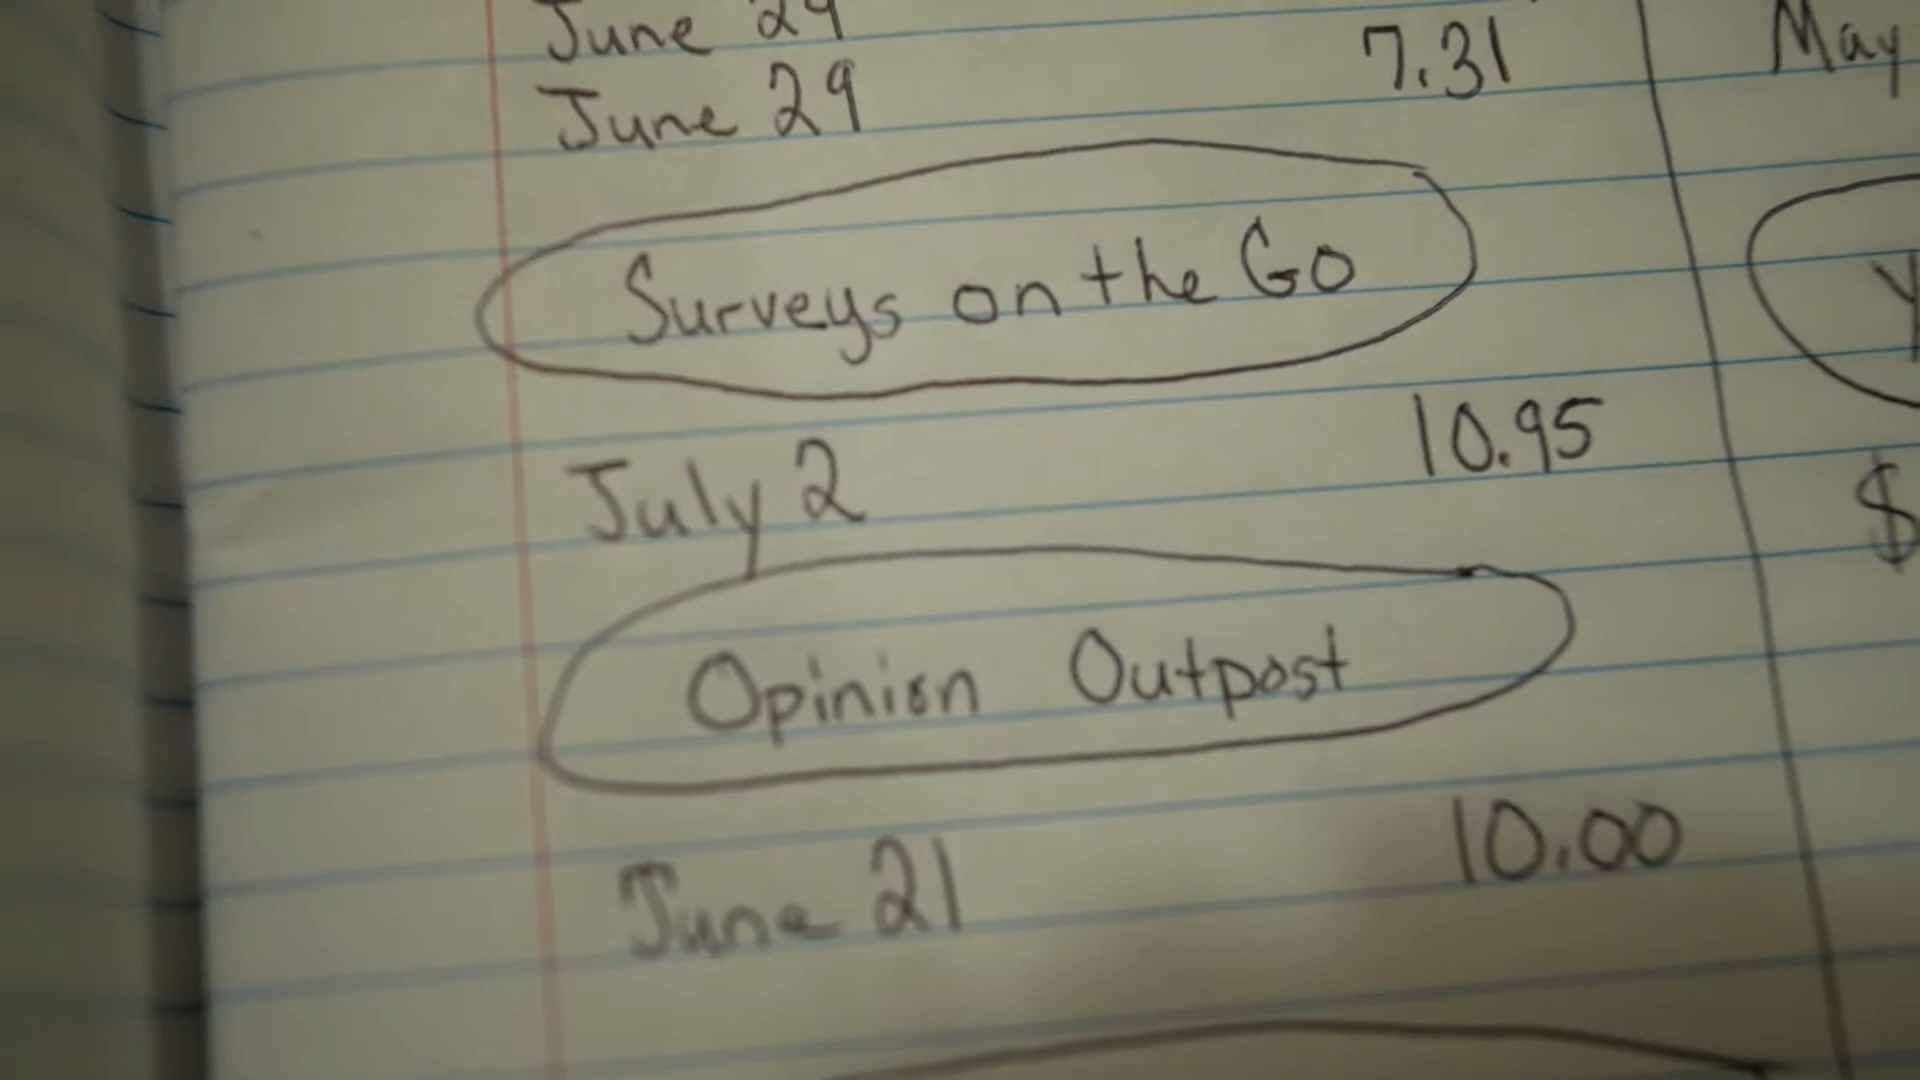 June 29
June 29 7.31
Surveys on the Go
July 2 10.95
Opinion Outpost
June 21 10.00
May
$